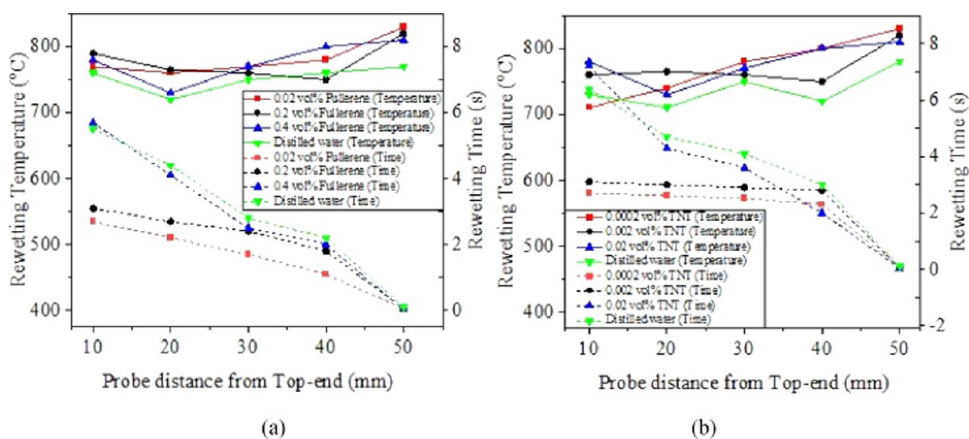 Rewetting Temperature (°C)
800
700
600
500
400
10 20 30 40 50
Probe distance from Top-end (mm)
8
6
4
2
0
Rewetting Time (s)
0.02 vol% Fullerene (Temperature)
0.2 vol% Fullerene (Temperature)
0.4 vol% Fullerene (Temperature)
Distilled water (Temperature)
0.02 vol% Fullerene (Time)
0.2 vol% Fullerene (Time)
0.4 vol% Fullerene (Time)
Distilled water (Time)
(a)
Rewetting Temperature (°C)
800
750
700
650
600
550
500
450
400
10 20 30 40 50
Probe distance from Top-end (mm)
8
6
4
2
0
-2
Rewetting Time (s)
0.0002 vol% TNT (Temperature)
0.002 vol% TNT (Temperature)
0.02 vol% TNT (Temperature)
Distilled water (Temperature)
0.0002 vol% TNT (Time)
0.002 vol% TNT (Time)
0.02 vol% TNT (Time)
Distilled water (Time)
(b)